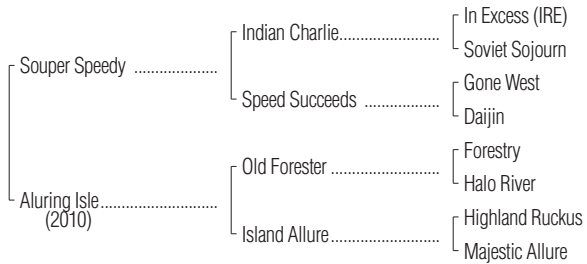 In Excess (IRE)
Indian Charlie....................
Soviet Sojourn
Souper Speedy .................
Gone West
Speed Succeeds ...............
Daijin
Forestry
Old Forester ......................
Halo River
Aluring Isle........................
(2010)
Highland Ruckus
Island Allure......................
Majestic Allure